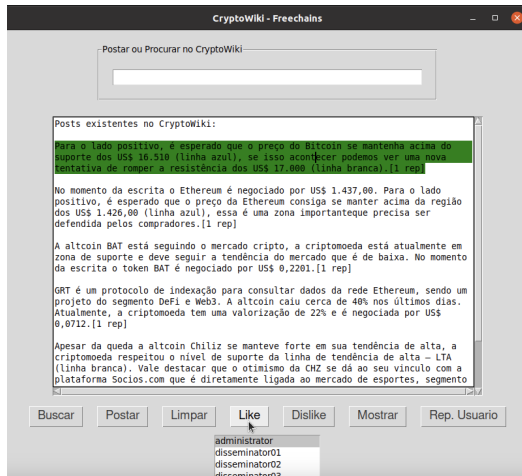 CryptoWiki - Freechains
Postar ou Procurar no CryptoWiki
Posts existentes no CryptoWiki:
Para o lado positivo, é esperado que o preço do Bitcoin se mantenha acima do
suporte dos US$ 16.510 (linha azul), se isso acontecer podemos ver uma nova
tentativa de romper a resistência dos US$ 17.000 (linha branca).[1 rep]
No momento da escrita o Ethereum é negociado por US$ 1.437,00. Para o lado
positivo, é esperado que o preço da Ethereum consiga se manter acima da região
dos US$ 1.426,00 (linha azul), essa é uma zona importanteque precisa ser
defendida pelos compradores.[1 rep]
A altcoin BAT está seguindo o mercado cripto, a criptomoeda está atualmente em
zona de suporte e deve seguir a tendência do mercado que é de baixa. No momento
da escrita o token BAT é negociado por US$ 0,2201.[1 rep]
GRT é um protocolo de indexação para consultar dados da rede Ethereum, sendo um
projeto do segmento DeFi e Web3. A altcoin caiu cerca de 40% nos últimos dias.
Atualmente, a criptomoeda tem uma valorização de 22% e é negociada por US$
0,0712.[1 rep]
Apesar da queda a altcoin Chiliz se manteve forte em sua tendência de alta, a
criptomoeda respeitou o nível de suporte da linha de tendência de alta – LTA
(linha branca). Vale destacar que o otimismo da CHZ se dá ao seu vinculo com a
plataforma Socios.com que é diretamente ligada ao mercado de esportes, segmento
Buscar Postar Limpar Like Dislike Mostrar Rep. Usuario
administrator
disseminator01
disseminator02
disseminator03